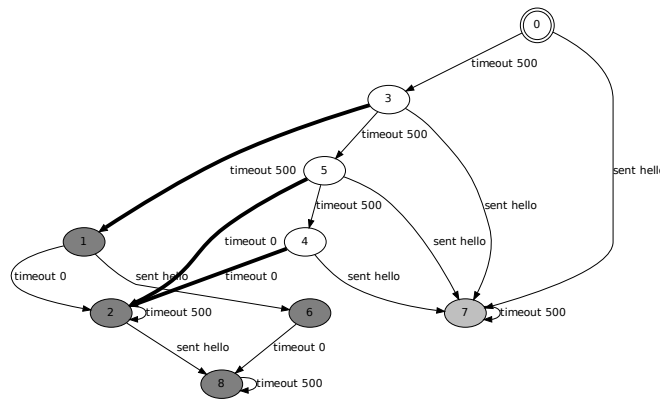 0
timeout 500
3
timeout 500
timeout 500
5
sent hello
timeout 500
sent hello
1
timeout 0
4
sent hello
timeout 0
sent hello
timeout 0
sent hello
2
timeout 500
6
7
timeout 500
sent hello
timeout 0
8
timeout 500